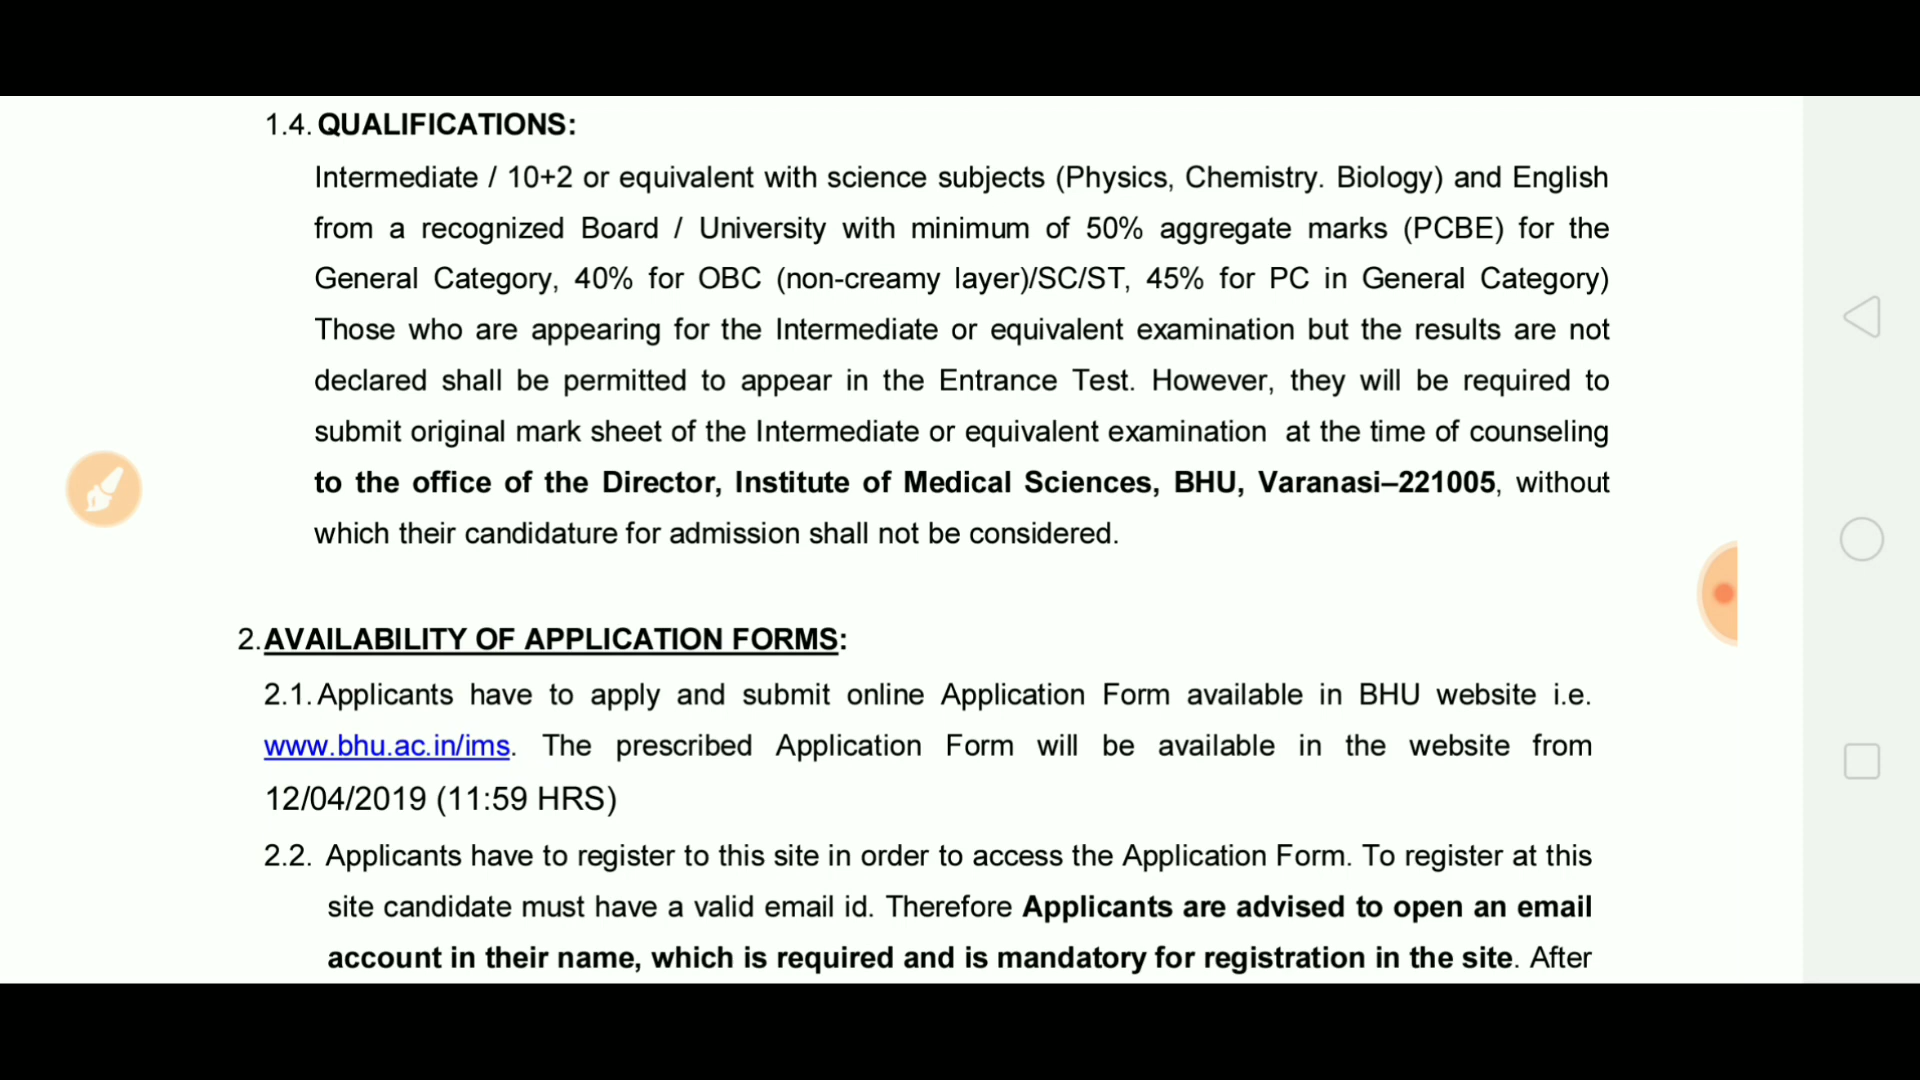 1.4. QUALIFICATIONS:
Intermediate / 10+2 or equivalent with science subjects (Physics, Chemistry. Biology) and English
from a recognized Board / University with minimum of 50% aggregate marks (PCBE) for the
General Category, 40% for OBC (non-creamy layer)/SC/ST, 45% for PC in General Category)
Those who are appearing for the Intermediate or equivalent examination but the results are not
declared shall be permitted to appear in the Entrance Test. However, they will be required to
submit original mark sheet of the Intermediate or equivalent examination at the time of counseling
to the office of the Director, Institute of Medical Sciences, BHU, Varanasi–221005, without
which their candidature for admission shall not be considered.
2. AVAILABILITY OF APPLICATION FORMS:
2.1. Applicants have to apply and submit online Application Form available in BHU website i.e.
www.bhu.ac.in/ims. The prescribed Application Form will be available in the website from
12/04/2019 (11:59 HRS)
2.2. Applicants have to register to this site in order to access the Application Form. To register at this
site candidate must have a valid email id. Therefore Applicants are advised to open an email
account in their name, which is required and is mandatory for registration in the site. After